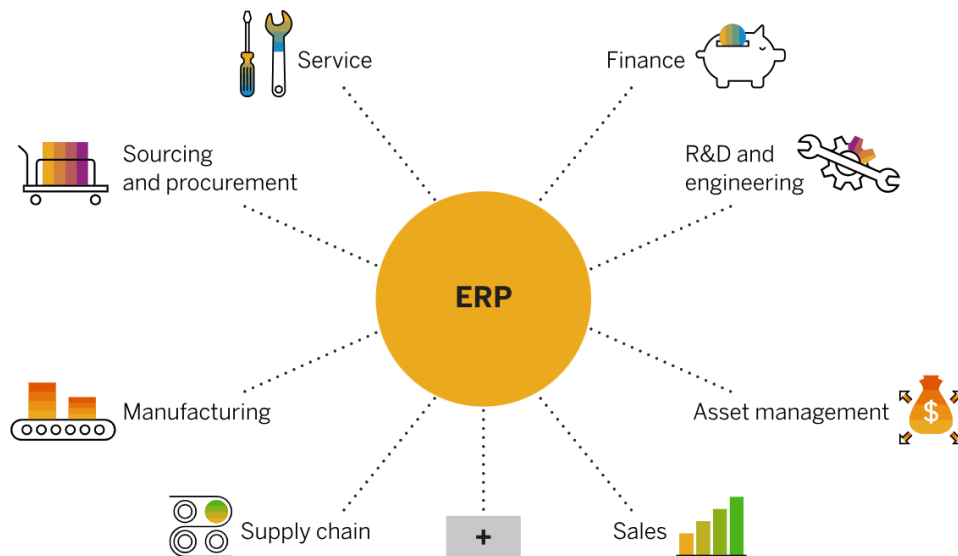 Service
Finance
Sourcing
and procurement
R&D and
engineering
ERP
Manufacturing
Asset management
$
Supply chain
+
Sales